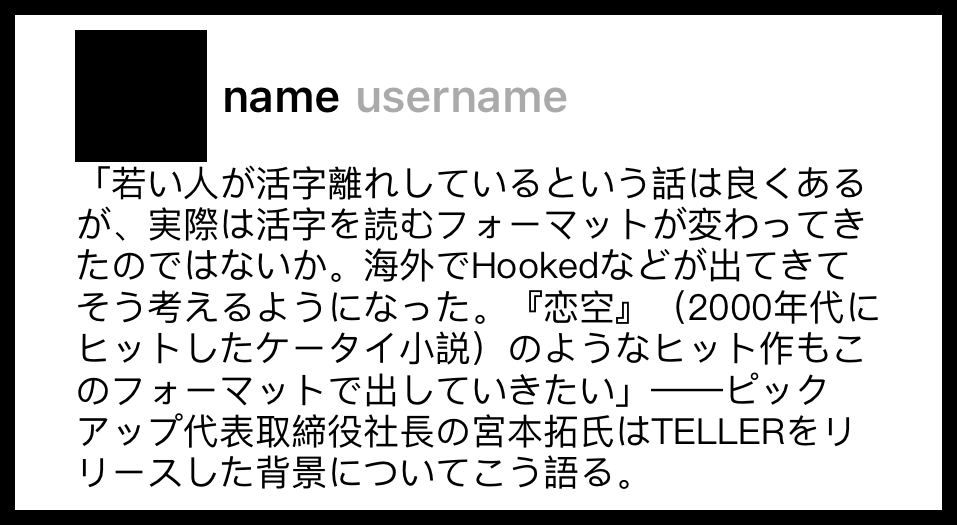 name username
「若い人が活字離れしているという話は良くある
が、実際は活字を読むフォーマットが変わってき
たのではないか。海外でHookedなどが出てきて
そう考えるようになった。『恋空』（2000年代に
ヒットしたケータイ小説）のようなヒット作もこ
のフォーマットで出していきたい」――ピック
アップ代表取締役社長の宮本拓氏はTELLERをリ
リースした背景についてこう語る。